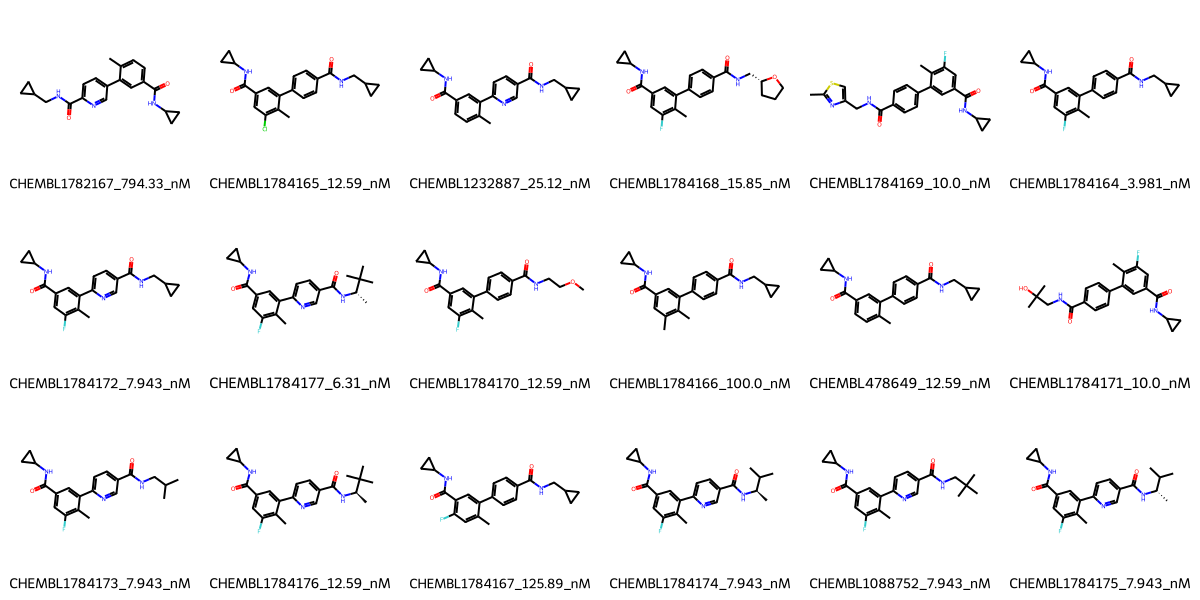 CHEMBL1782167_794.33_nM
CHEMBL1784165_12.59_nM
CHEMBL1232887_25.12_nM
CHEMBL1784168_15.85_nM
CHEMBL1784169_10.0_nM
CHEMBL1784164_3.981_nM
CHEMBL1784172_7.943_nM
CHEMBL1784177_6.31_nM
CHEMBL1784170_12.59_nM
CHEMBL1784166_100.0_nM
CHEMBL478649_12.59_nM
CHEMBL1784171_10.0_nM
CHEMBL1784173_7.943_nM
CHEMBL1784176_12.59_nM
CHEMBL1784167_125.89_nM
CHEMBL1784174_7.943_nM
CHEMBL1088752_7.943_nM
CHEMBL1784175_7.943_nM